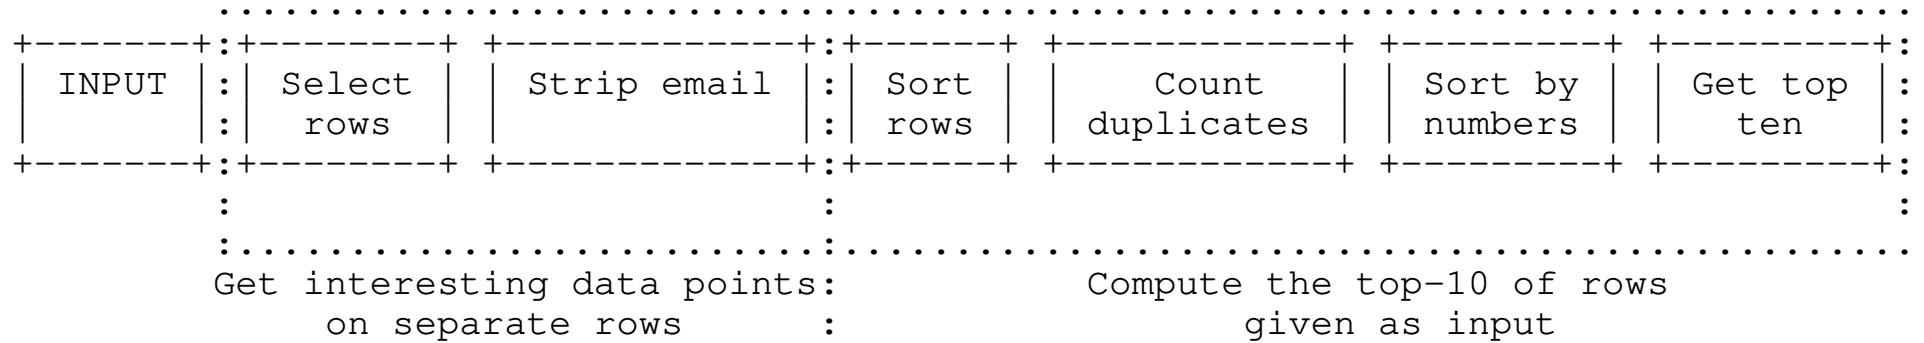 INPUT Select Strip email Sort Count Sort by Get top
rows rows duplicates numbers ten
Get interesting data points Compute the top-10 of rows
on separate rows given as input